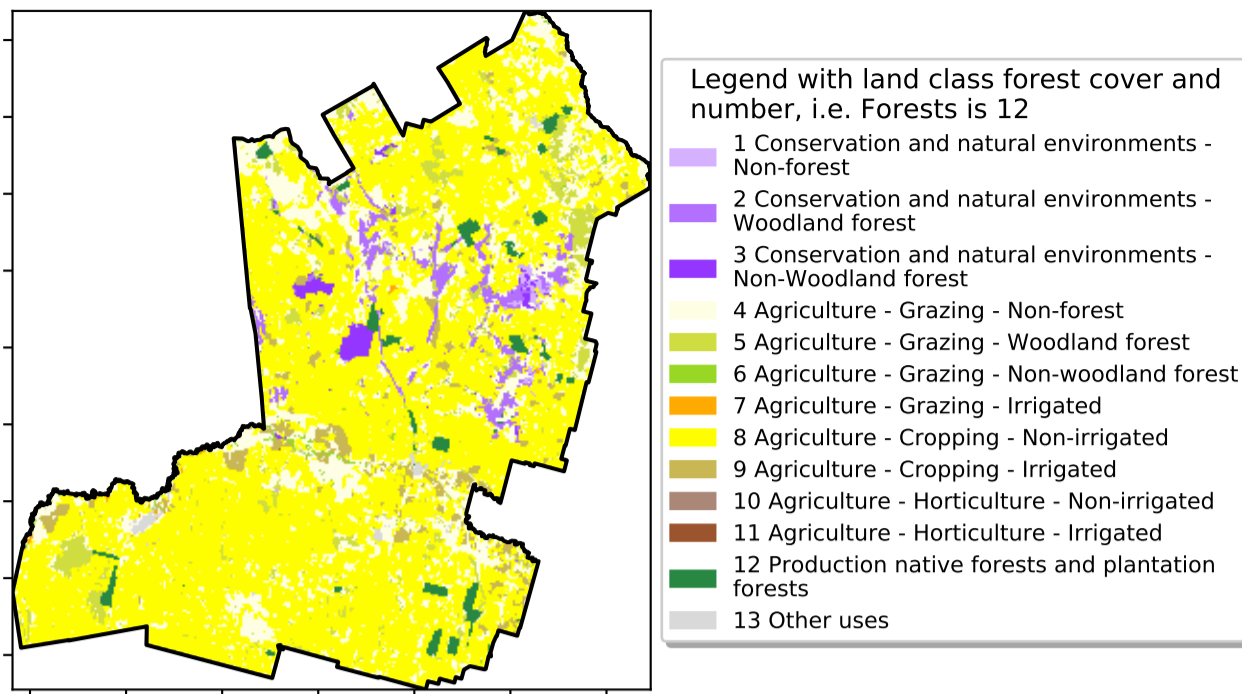 Legend with land class forest cover and
number, i.e. Forests is 12
1 Conservation and natural environments -
Non-forest
2 Conservation and natural environments -
Woodland forest
3 Conservation and natural environments -
Non-Woodland forest
4 Agriculture - Grazing - Non-forest
5 Agriculture - Grazing - Woodland forest
6 Agriculture - Grazing - Non-woodland forest
7 Agriculture - Grazing - Irrigated
8 Agriculture - Cropping - Non-irrigated
9 Agriculture - Cropping - Irrigated
10 Agriculture - Horticulture - Non-irrigated
11 Agriculture - Horticulture - Irrigated
12 Production native forests and plantation
forests
13 Other uses